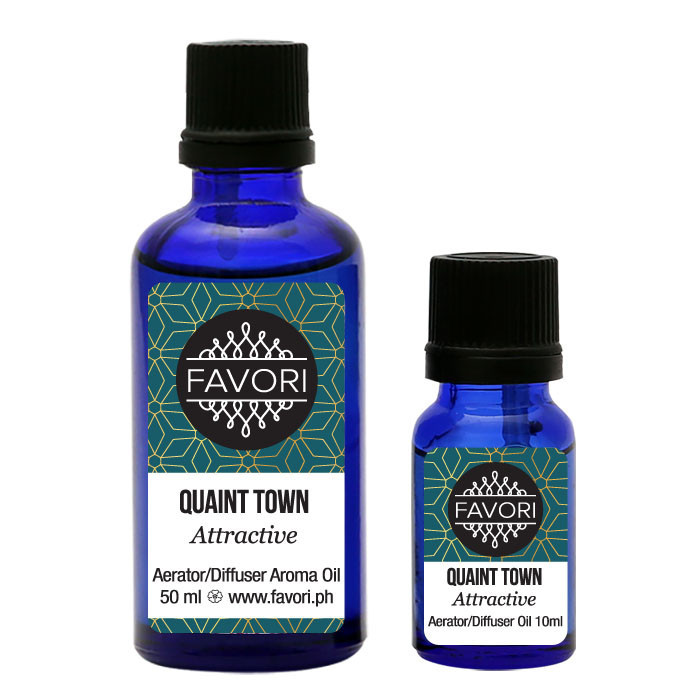 FAVORI
QUAINT TOWN
Attractive
Aerator/Diffuser Aroma Oil
50 ml ֍ www.favori.ph
FAVORI
QUAINT TOWN
Attractive
Aerator/Diffuser Oil 10ml